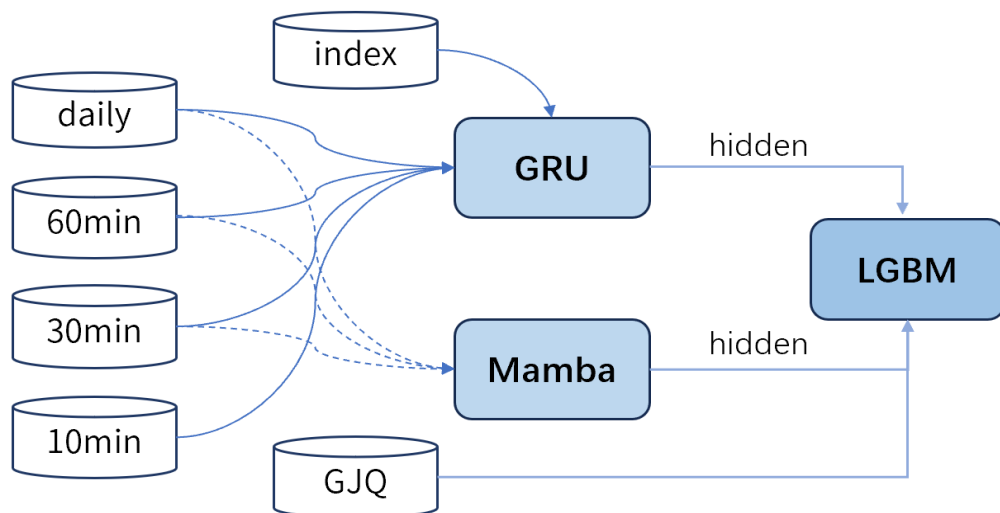 index
daily
GRU
hidden
60min
LGBM
30min
hidden
Mamba
10min
GJQ